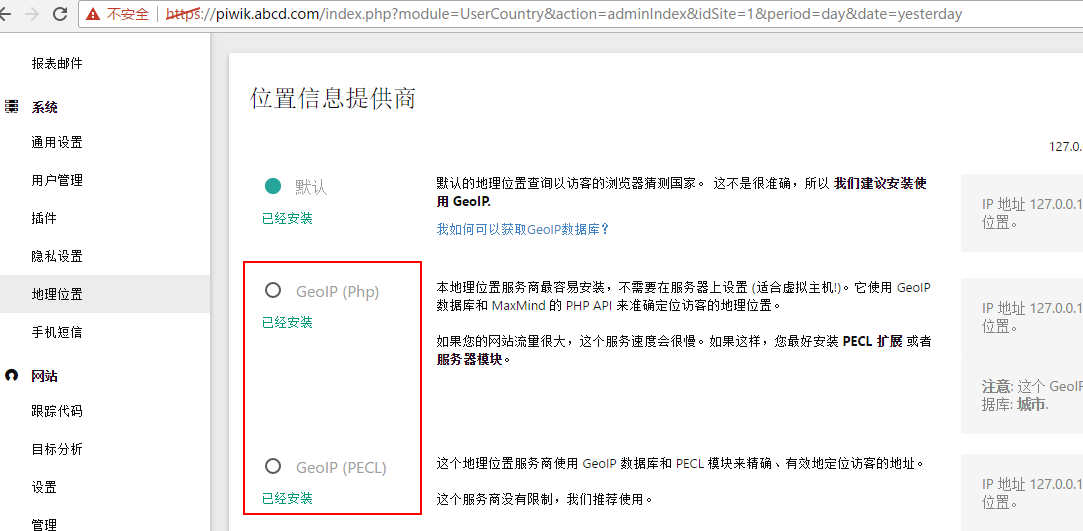 不安全 https://piwik.abcd.com/index.php?module=UserCountry&action=adminIndex&idSite=1&period=day&date=yesterday
报表邮件
系统
通用设置
用户管理
插件
隐私设置
地理位置
手机短信
网站
跟踪代码
目标分析
设置
管理
位置信息提供商
127.0.
默认
已经安装
默认的地理位置查询以访客的浏览器猜测国家。 这不是很准确，所以 我们建议安装使
用 GeoIP.
我如何可以获取GeoIP数据库？
IP 地址 127.0.0.1
位置。
GeoIP (Php)
已经安装
本地理位置服务商最容易安装，不需要在服务器上设置 (适合虚拟主机!)。它使用 GeoIP
数据库和 MaxMind 的 PHP API 来准确定位访客的地理位置。
如果您的网站流量很大，这个服务速度会很慢。如果这样，您最好安装 PECL 扩展 或者
服务器模块。
IP 地址 127.0.0.1
位置。
注意: 这个 GeoIP
据库: 城市.
GeoIP (PECL)
已经安装
这个地理位置服务商使用 GeoIP 数据库和 PECL 模块来精确、有效地定位访客的地址。
这个服务商没有限制，我们推荐使用。
IP 地址 127.0.0.1
位置。